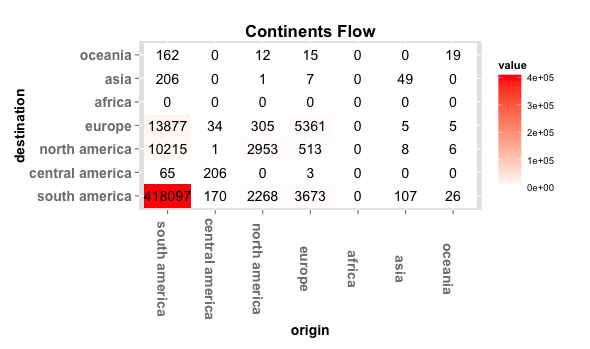 Continents Flow
oceania 162 0 12 15 0 0 19
asia 206 0 1 7 0 49 0
africa 0 0 0 0 0 0 0
europe 13877 34 305 5361 0 5 5
north america 10215 1 2953 513 0 8 6
central america 65 206 0 3 0 0 0
south america 418097 170 2268 3673 0 107 26
destination
south america
central america
north america
europe
africa
asia
oceania
origin
value
4e+05
3e+05
2e+05
1e+05
0e+00